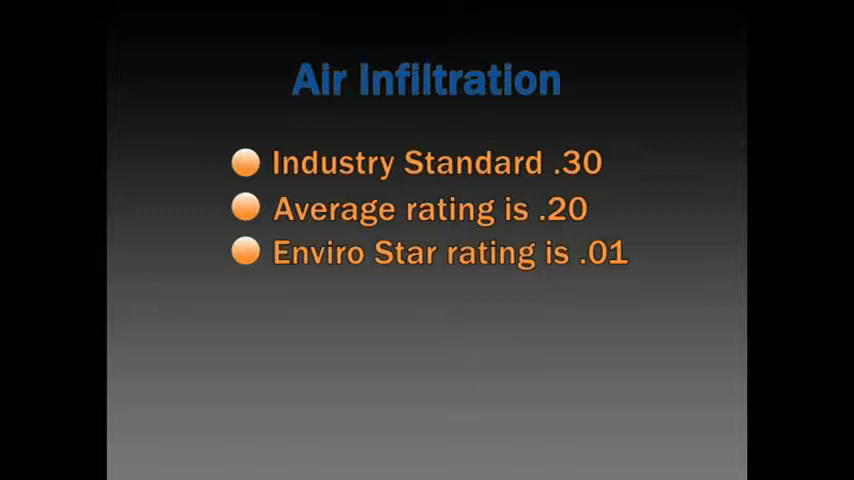 Air Infiltration
Industry Standard .30
Average rating is .20
Enviro Star rating is .01